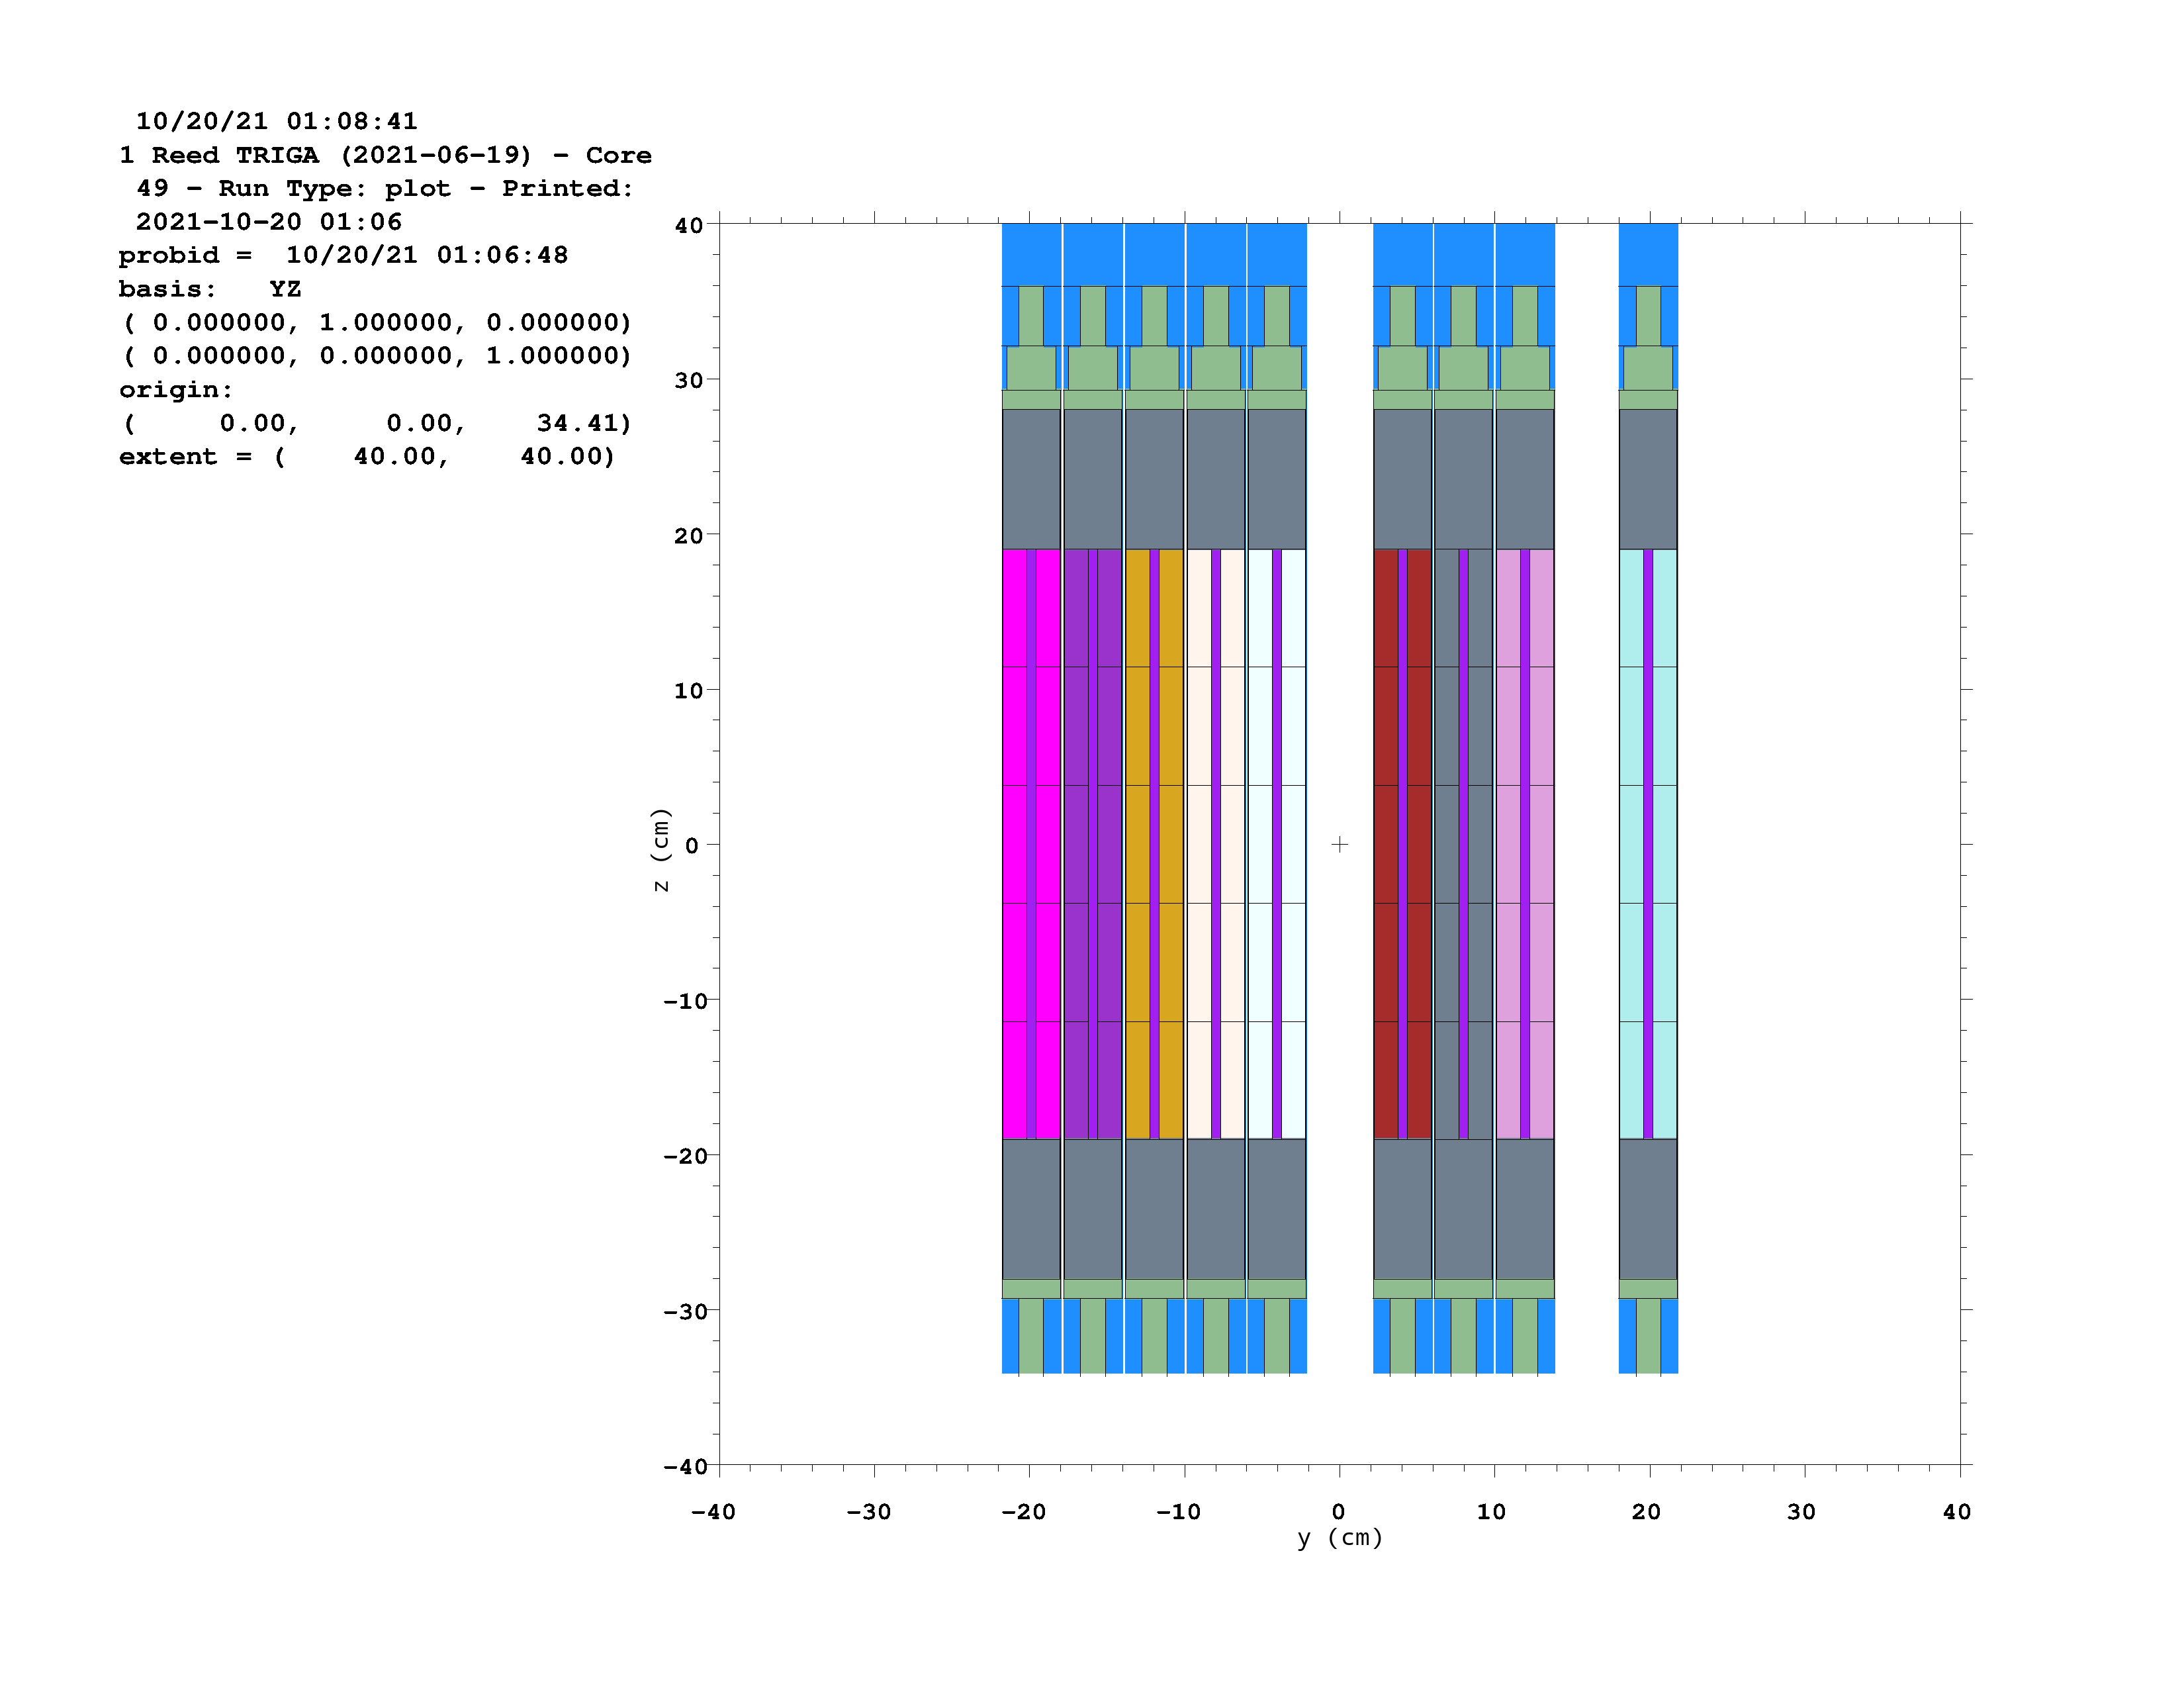 10/20/21 01:08:41
1 Reed TRIGA (2021-06-19) - Core
49 - Run Type: plot - Printed:
2021-10-20 01:06
probid = 10/20/21 01:06:48
basis: YZ
( 0.000000, 1.000000, 0.000000)
( 0.000000, 0.000000, 1.000000)
origin:
( 0.00, 0.00, 34.41)
extent = ( 40.00, 40.00)
40
30
20
10
0
-10
-20
-30
-40
z (cm)
-40 -30 -20 -10 0 10 20 30 40
y (cm)